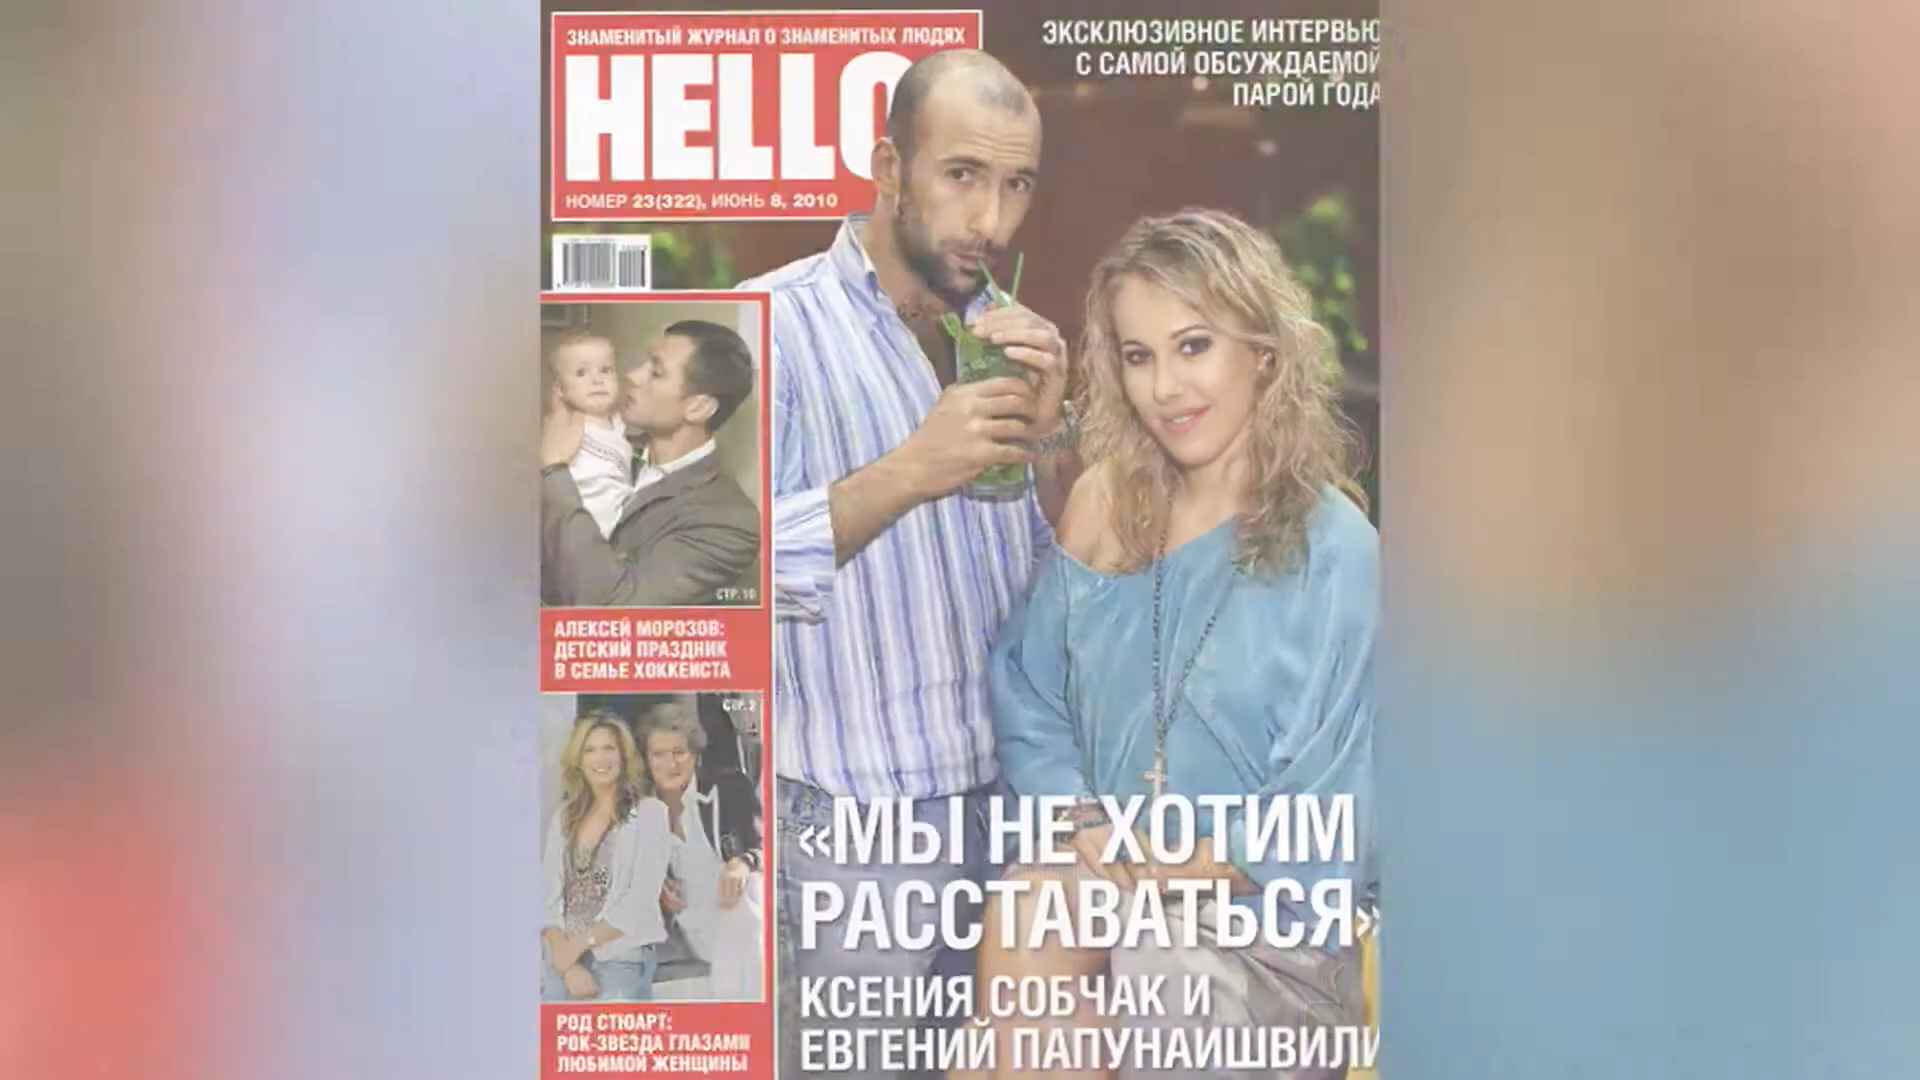 ЗНАМЕНИТЫЙ ЖУРНАЛ О ЗНАМЕНИТЫХ ЛЮДЯХ
HELLO
НОМЕР 23(322), ИЮНЬ 8, 2010
ЭКСКЛЮЗИВНОЕ ИНТЕРВЬЮ
С САМОЙ ОБСУЖДАЕМОЙ
ПАРОЙ ГОДА
СТР. 10
АЛЕКСЕЙ МОРОЗОВ:
ДЕТСКИЙ ПРАЗДНИК
В СЕМЬЕ ХОККЕИСТА
СТР. 2
РОД СТЮАРТ:
РОК-ЗВЕЗДА ГЛАЗАМИ
ЛЮБИМОЙ ЖЕНЩИНЫ
«МЫ НЕ ХОТИМ
РАССТАВАТЬСЯ»
КСЕНИЯ СОБЧАК И
ЕВГЕНИЙ ПАПУНАИШВИЛИ